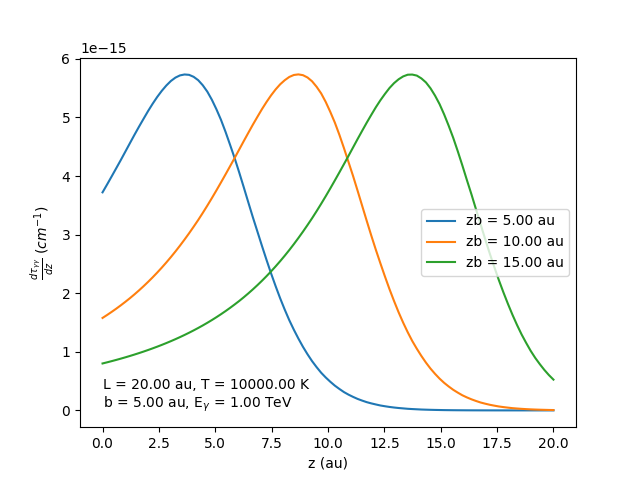 1e−15
6
5
4
3
2
1
0
dτγγ/dz (cm⁻¹)
zb = 5.00 au
zb = 10.00 au
zb = 15.00 au
L = 20.00 au, T = 10000.00 K
b = 5.00 au, Eγ = 1.00 TeV
0.0 2.5 5.0 7.5 10.0 12.5 15.0 17.5 20.0
z (au)